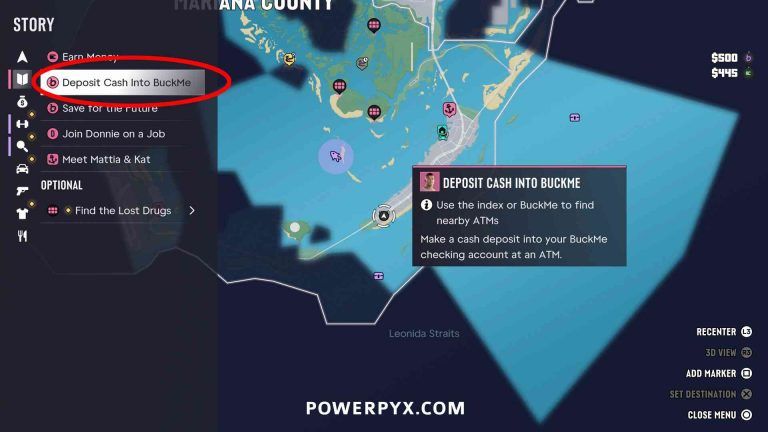 MARIANA COUNTY
STORY
Earn Money
Deposit Cash Into BuckMe
Save for the Future
Join Donnie on a Job
Meet Mattia & Kat
OPTIONAL
Find the Lost Drugs
$500
$445
DEPOSIT CASH INTO BUCKME
Use the index or BuckMe to find
nearby ATMs
Make a cash deposit into your BuckMe
checking account at an ATM.
Leonida Straits
RECENTER L3
3D VIEW R3
ADD MARKER
SET DESTINATION
CLOSE MENU
POWERPYX.COM